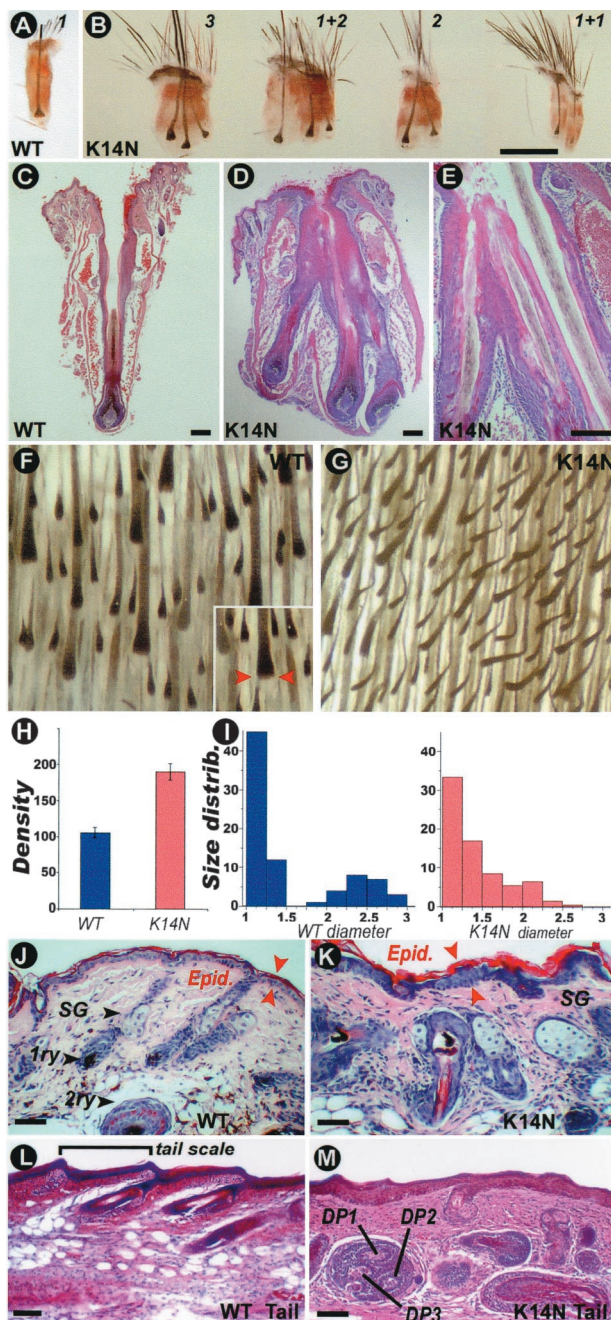 A B 1 3 1+2 2 1+1
WT K14N
C D E
WT K14N K14N
F WT G K14N
H I
Density
200
150
100
50
0
WT K14N
Size distrib.
40
30
20
10
0
1 1.5 2 2.5 3
WT diameter
40
30
20
10
0
1 1.5 2 2.5 3
K14N diameter
J Epid. K Epid.
SG SG
1ry
2ry
WT K14N
L tail scale M
DP1 DP2
DP3
WT Tail K14N Tail